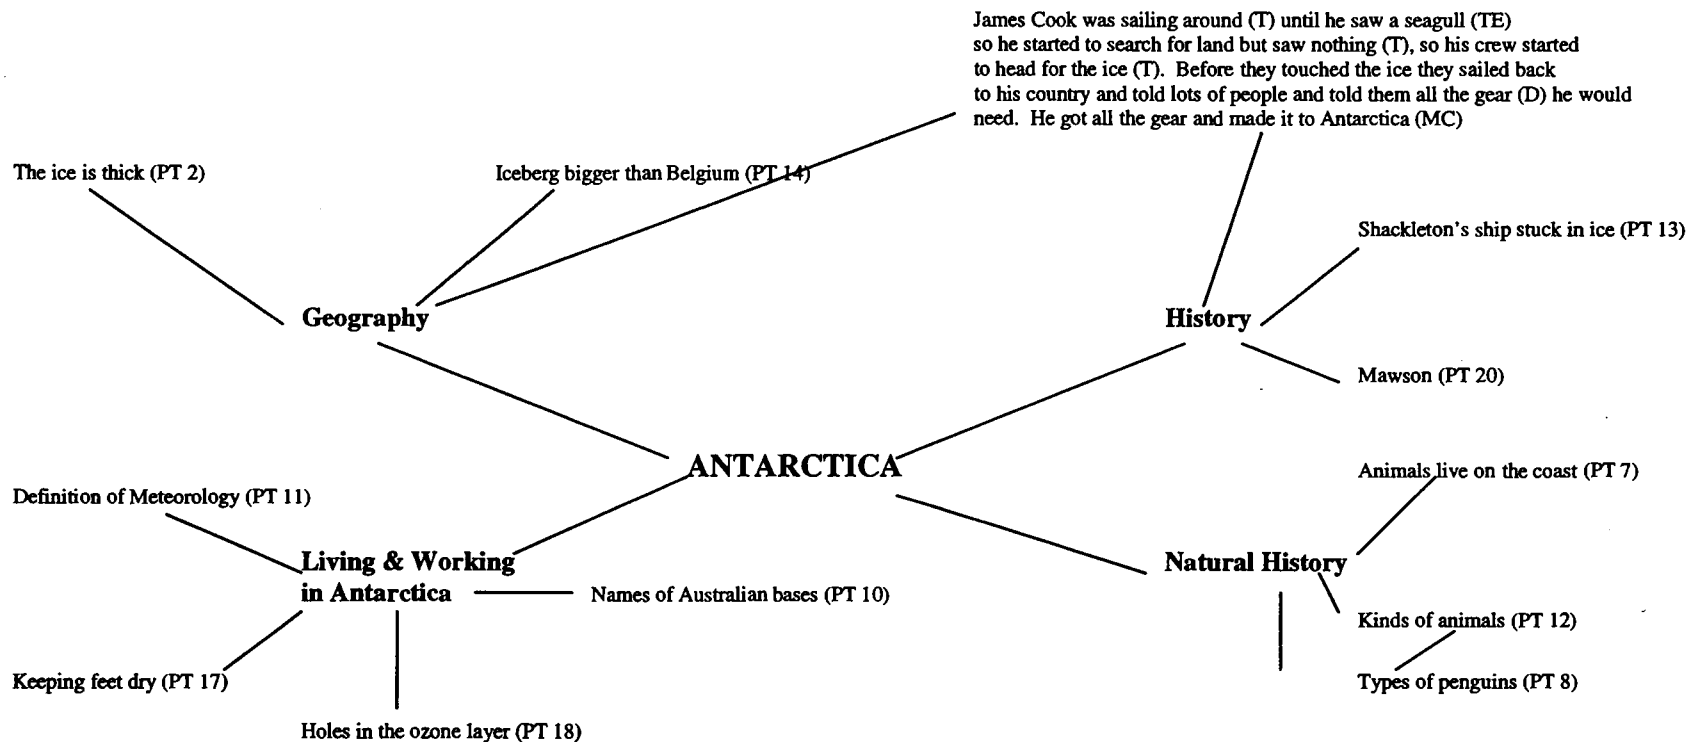 James Cook was sailing around (T) until he saw a seagull (TE)
so he started to search for land but saw nothing (T), so his crew started
to head for the ice (T). Before they touched the ice they sailed back
to his country and told lots of people and told them all the gear (D) he would
need. He got all the gear and made it to Antarctica (MC)
The ice is thick (PT 2)
Iceberg bigger than Belgium (PT 14)
Shackleton's ship stuck in ice (PT 13)
Geography
History
Mawson (PT 20)
ANTARCTICA
Animals live on the coast (PT 7)
Definition of Meteorology (PT 11)
Living & Working
in Antarctica
Natural History
Names of Australian bases (PT 10)
Kinds of animals (PT 12)
Keeping feet dry (PT 17)
Types of penguins (PT 8)
Holes in the ozone layer (PT 18)